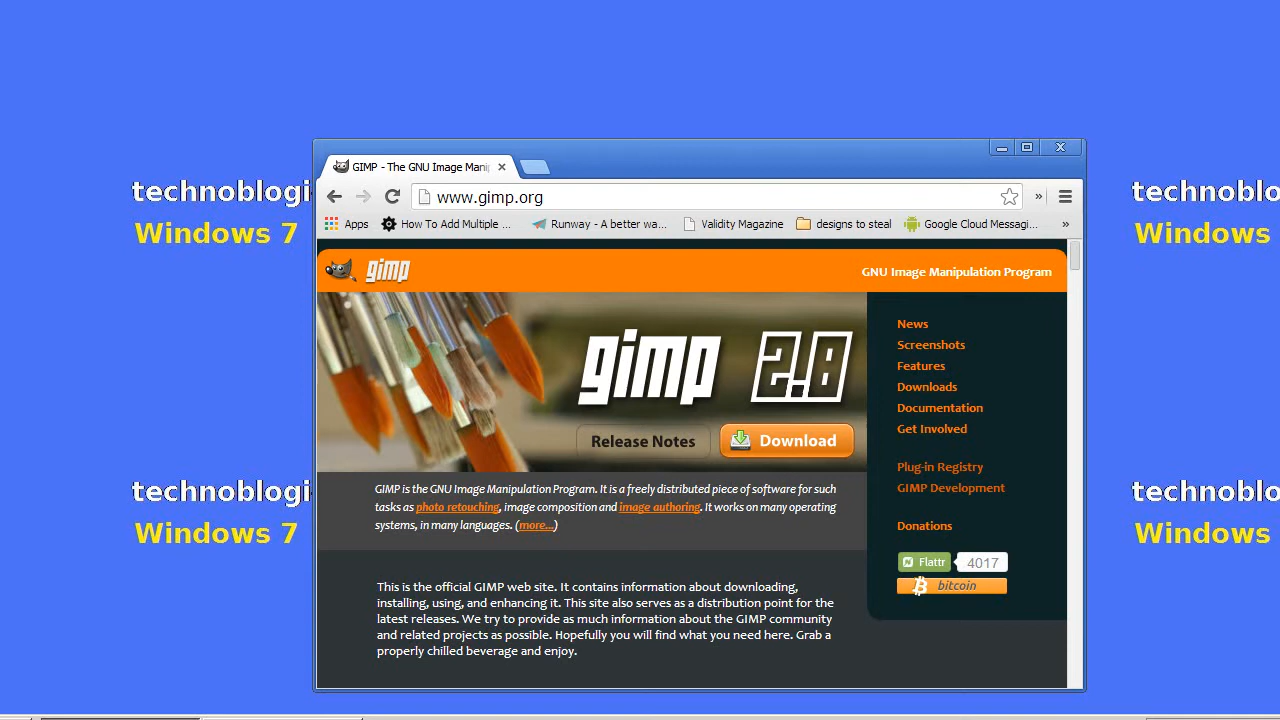 GIMP - The GNU Image Mani
www.gimp.org
Apps How To Add Multiple ... Runway - A better wa... Validity Magazine designs to steal Google Cloud Messagi...
technoblogi
Windows 7
technoblo
Windows
gimp
GNU Image Manipulation Program
gimp 2.8
Release Notes
Download
News
Screenshots
Features
Downloads
Documentation
Get Involved
Plug-in Registry
GIMP Development
Donations
Flattr 4017
bitcoin
GIMP is the GNU Image Manipulation Program. It is a freely distributed piece of software for such
tasks as photo retouching, image composition and image authoring. It works on many operating
systems, in many languages. (more...)
This is the official GIMP web site. It contains information about downloading,
installing, using, and enhancing it. This site also serves as a distribution point for the
latest releases. We try to provide as much information about the GIMP community
and related projects as possible. Hopefully you will find what you need here. Grab a
properly chilled beverage and enjoy.
technoblogi
Windows 7
technoblo
Windows